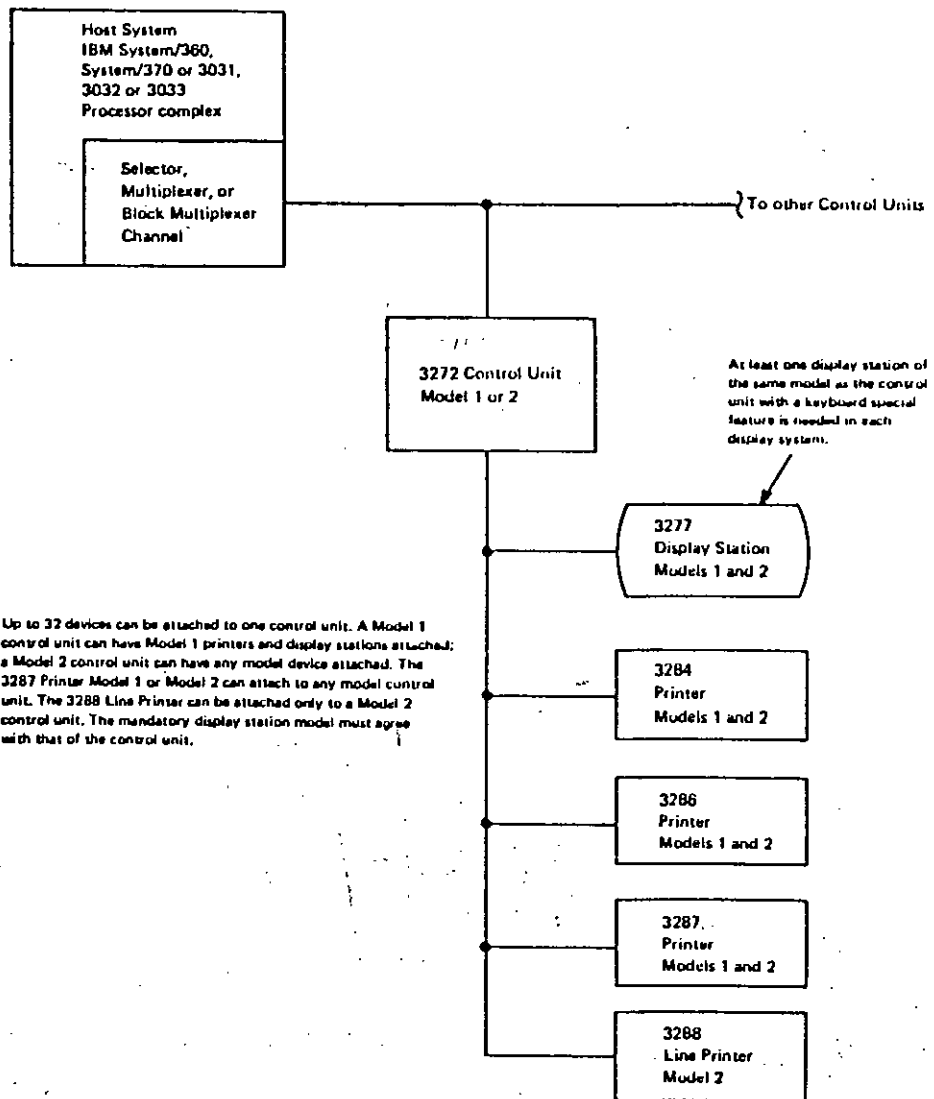 Host System
IBM System/360,
System/370 or 3031,
3032 or 3033
Processor complex
Selector,
Multiplexer, or
Block Multiplexer
Channel
To other Control Units
3272 Control Unit
Model 1 or 2
At least one display station of
the same model as the control
unit with a keyboard special
feature is needed in each
display system.
3277
Display Station
Models 1 and 2
Up to 32 devices can be attached to one control unit. A Model 1
control unit can have Model 1 printers and display stations attached;
a Model 2 control unit can have any model device attached. The
3287 Printer Model 1 or Model 2 can attach to any model control
unit. The 3288 Line Printer can be attached only to a Model 2
control unit. The mandatory display station model must agree
with that of the control unit.
3284
Printer
Models 1 and 2
3286
Printer
Models 1 and 2
3287
Printer
Models 1 and 2
3288
Line Printer
Model 2